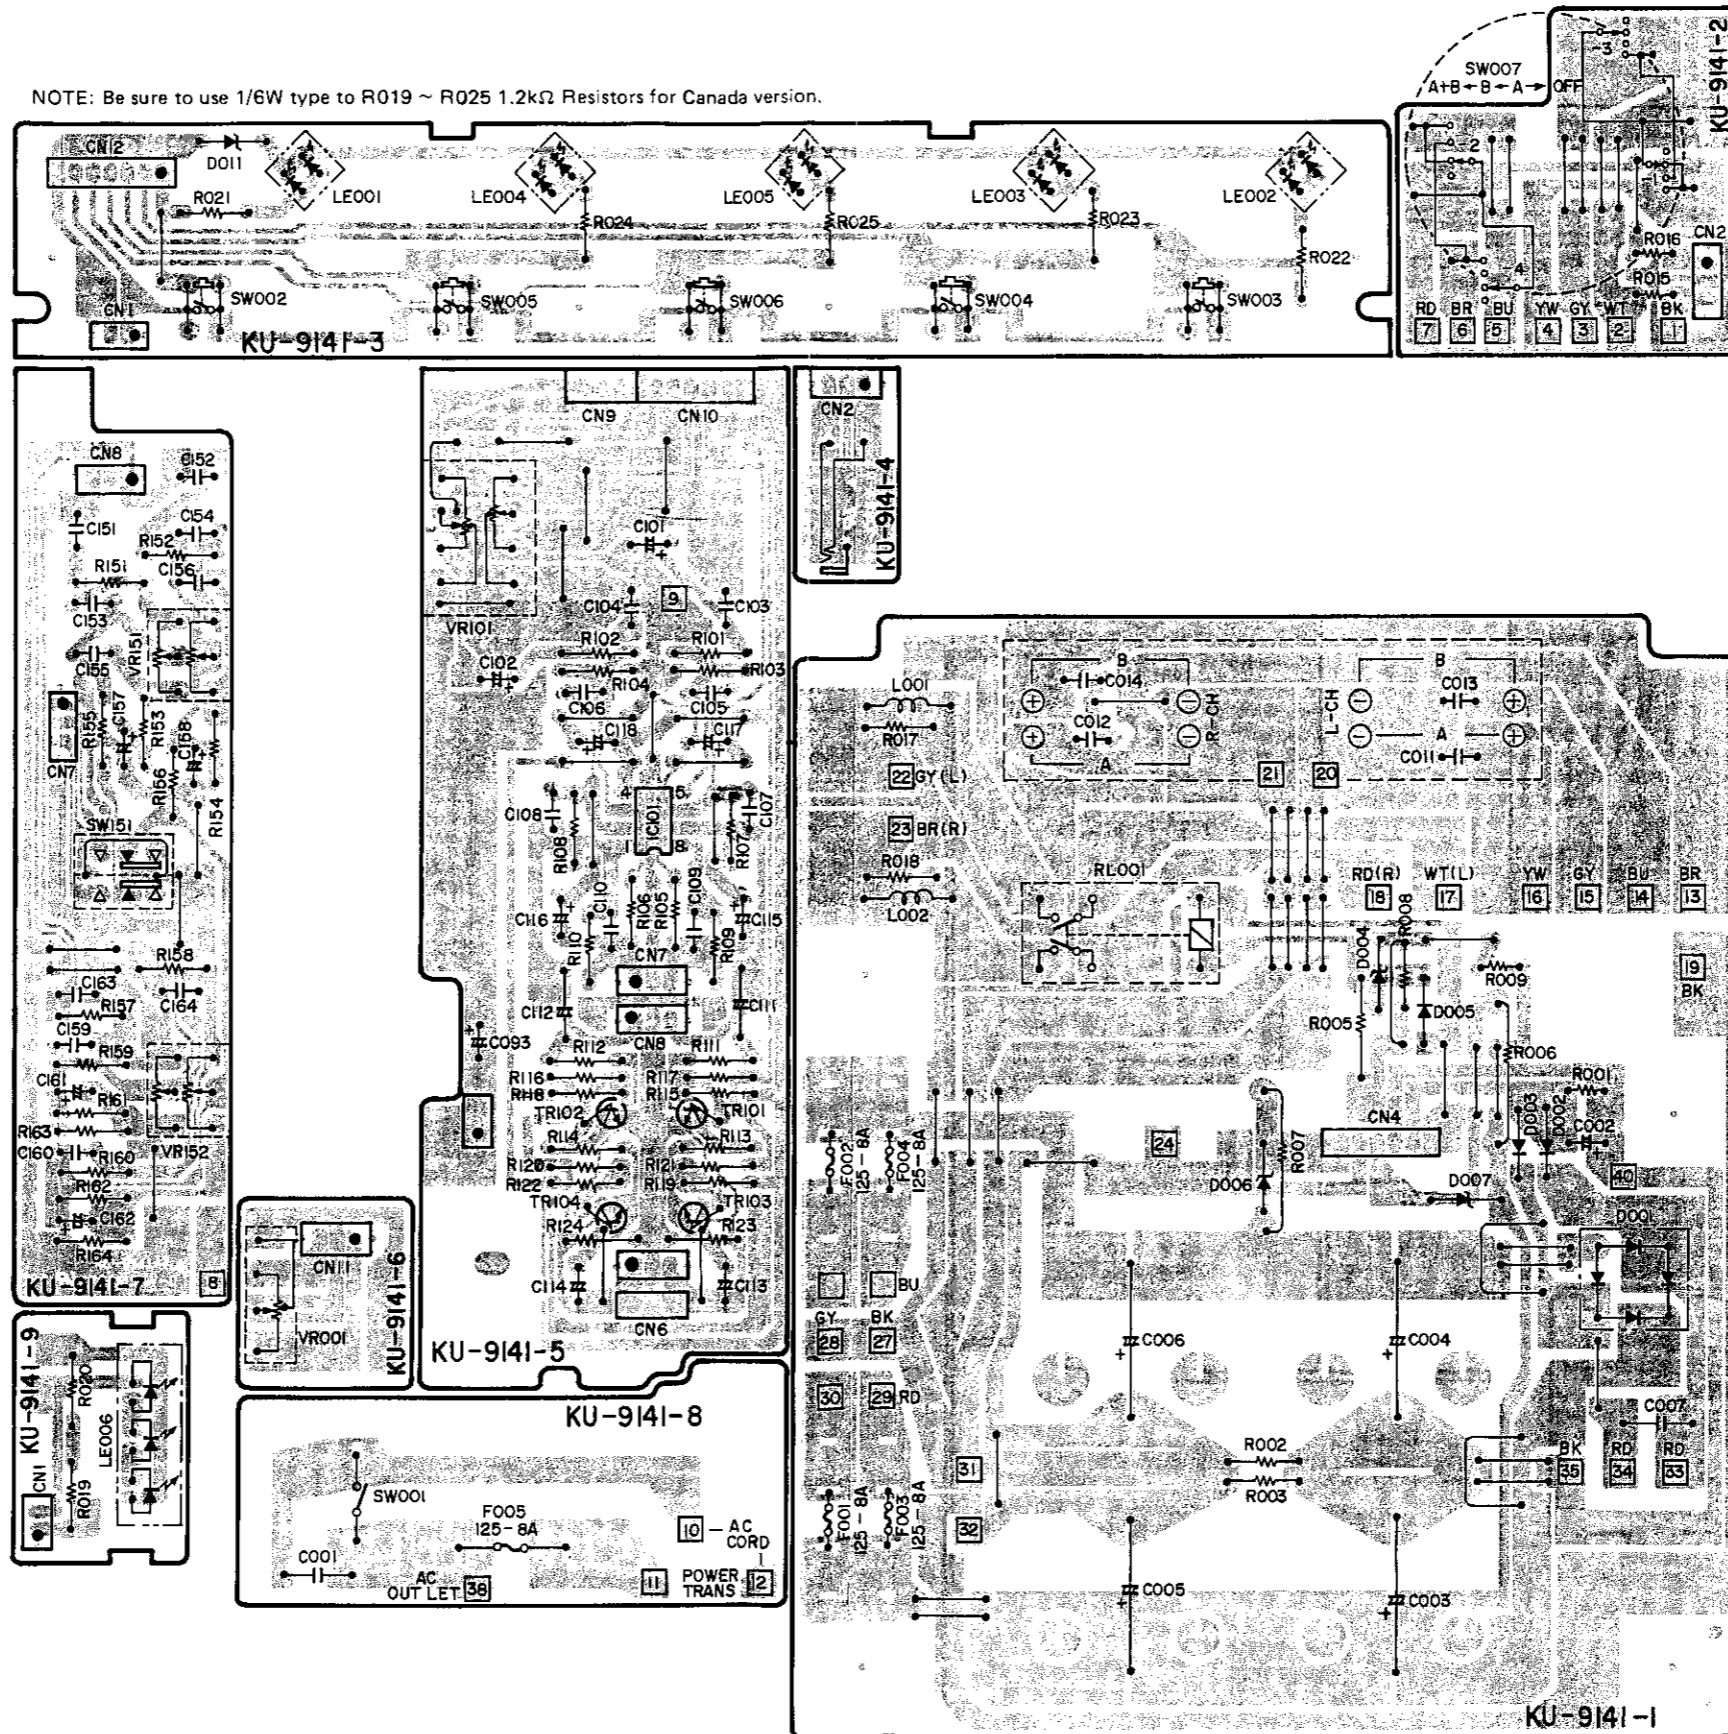 NOTE: Be sure to use 1/6W type to R019 ~ R025 1.2kΩ Resistors for Canada version.
CN12
D011
R021
LE001
LE004
R024
LE005
R025
LE003
R023
LE002
R022
SW002
SW005
SW006
SW004
SW003
CN1
KU-9141-3
SW007
A+B←B←A→OFF
-3
-2
-1
-4
KU-9141-2
R016
R015
CN2
RD BR BU YW GY WT BK
7 6 5 4 3 2 1
CN8
C152
C151
C154
R152
R151
C156
C153
C155
VR151
R155
C157
R153
C158
R156
R154
CN7
SW151
R158
C163
R157
C164
C159
R159
C161
R161
R163
C160
R160
VR152
R162
C162
R164
KU-9141-7
8
CN9
CN10
C101
VR101
C104
9
C103
R102
R101
C102
R104
R103
C106
C105
C118
C117
C108
4 5
IC101
1 8
C107
R108
R107
C116
C110
R106
R105
C109
C115
R110
R109
CN7
C112
C111
CN8
C093
R112
R111
R116
R117
R118
R115
TR102
TR101
R114
R113
R120
R121
R122
R119
TR104
TR103
R124
R123
C114
C113
CN6
KU-9141-5
CN2
KU-9141-4
CN11
VR001
KU-9141-6
KU-9141-9
R020
LE006
CN1
R019
KU-9141-8
SW001
F005
125-8A
C001
AC
OUT LET 38
10 — AC
CORD
11 POWER
TRANS 12
L001
R017
22 GY(L)
23 BR(R)
R018
L002
B
C014
C012
R-CH
A
L-CH
B
C013
A
C011
21
20
RL001
RD(R)
18
WT(L)
17
YW
16
GY
15
BU
14
BR
13
19
BK
D004
R008
R009
R005
D005
R006
R001
CN4
D003
D002
C002
24
R007
D006
D007
40
D001
F002
125-8A
F004
125-8A
BU
GY
28
BK
27
30
29 RD
C006
C004
C007
R002
R003
31
32
BK
35
RD
34
RD
33
F001
125-8A
F003
125-8A
C005
C003
KU-9141-1